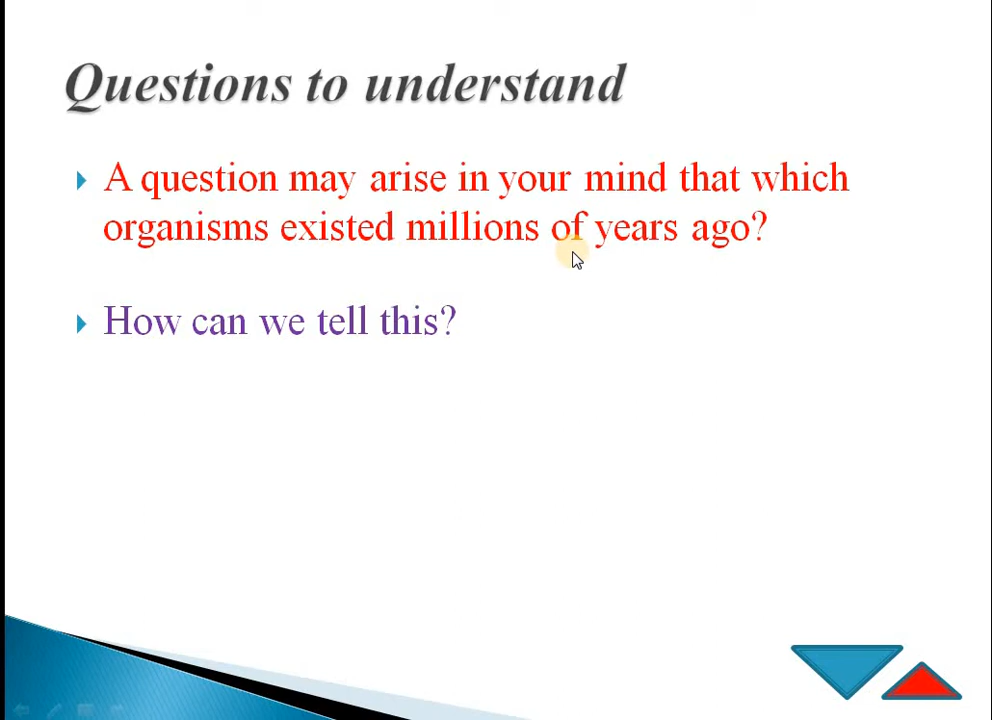 Questions to understand
A question may arise in your mind that which
organisms existed millions of years ago?
How can we tell this?